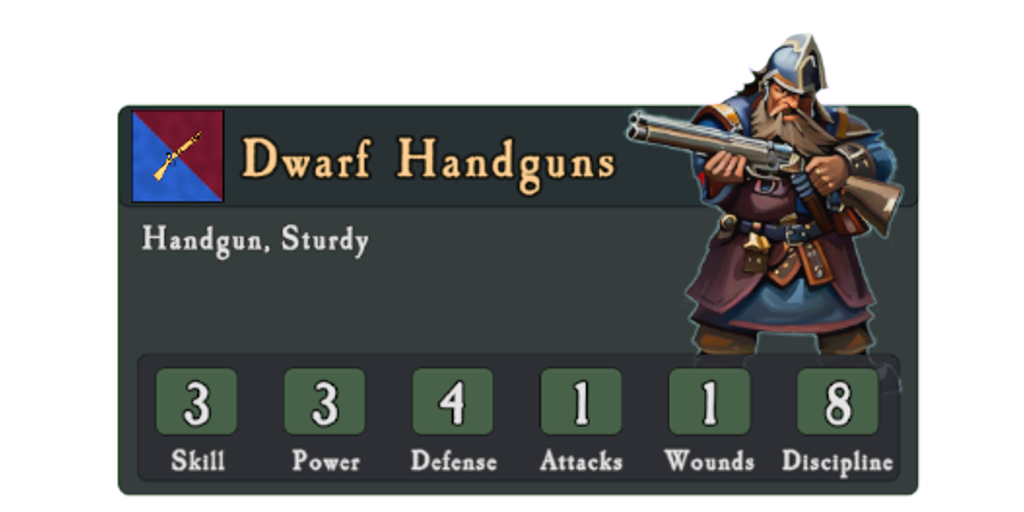 Dwarf Handguns
Handgun, Sturdy
3 3 4 1 1 8
Skill Power Defense Attacks Wounds Discipline